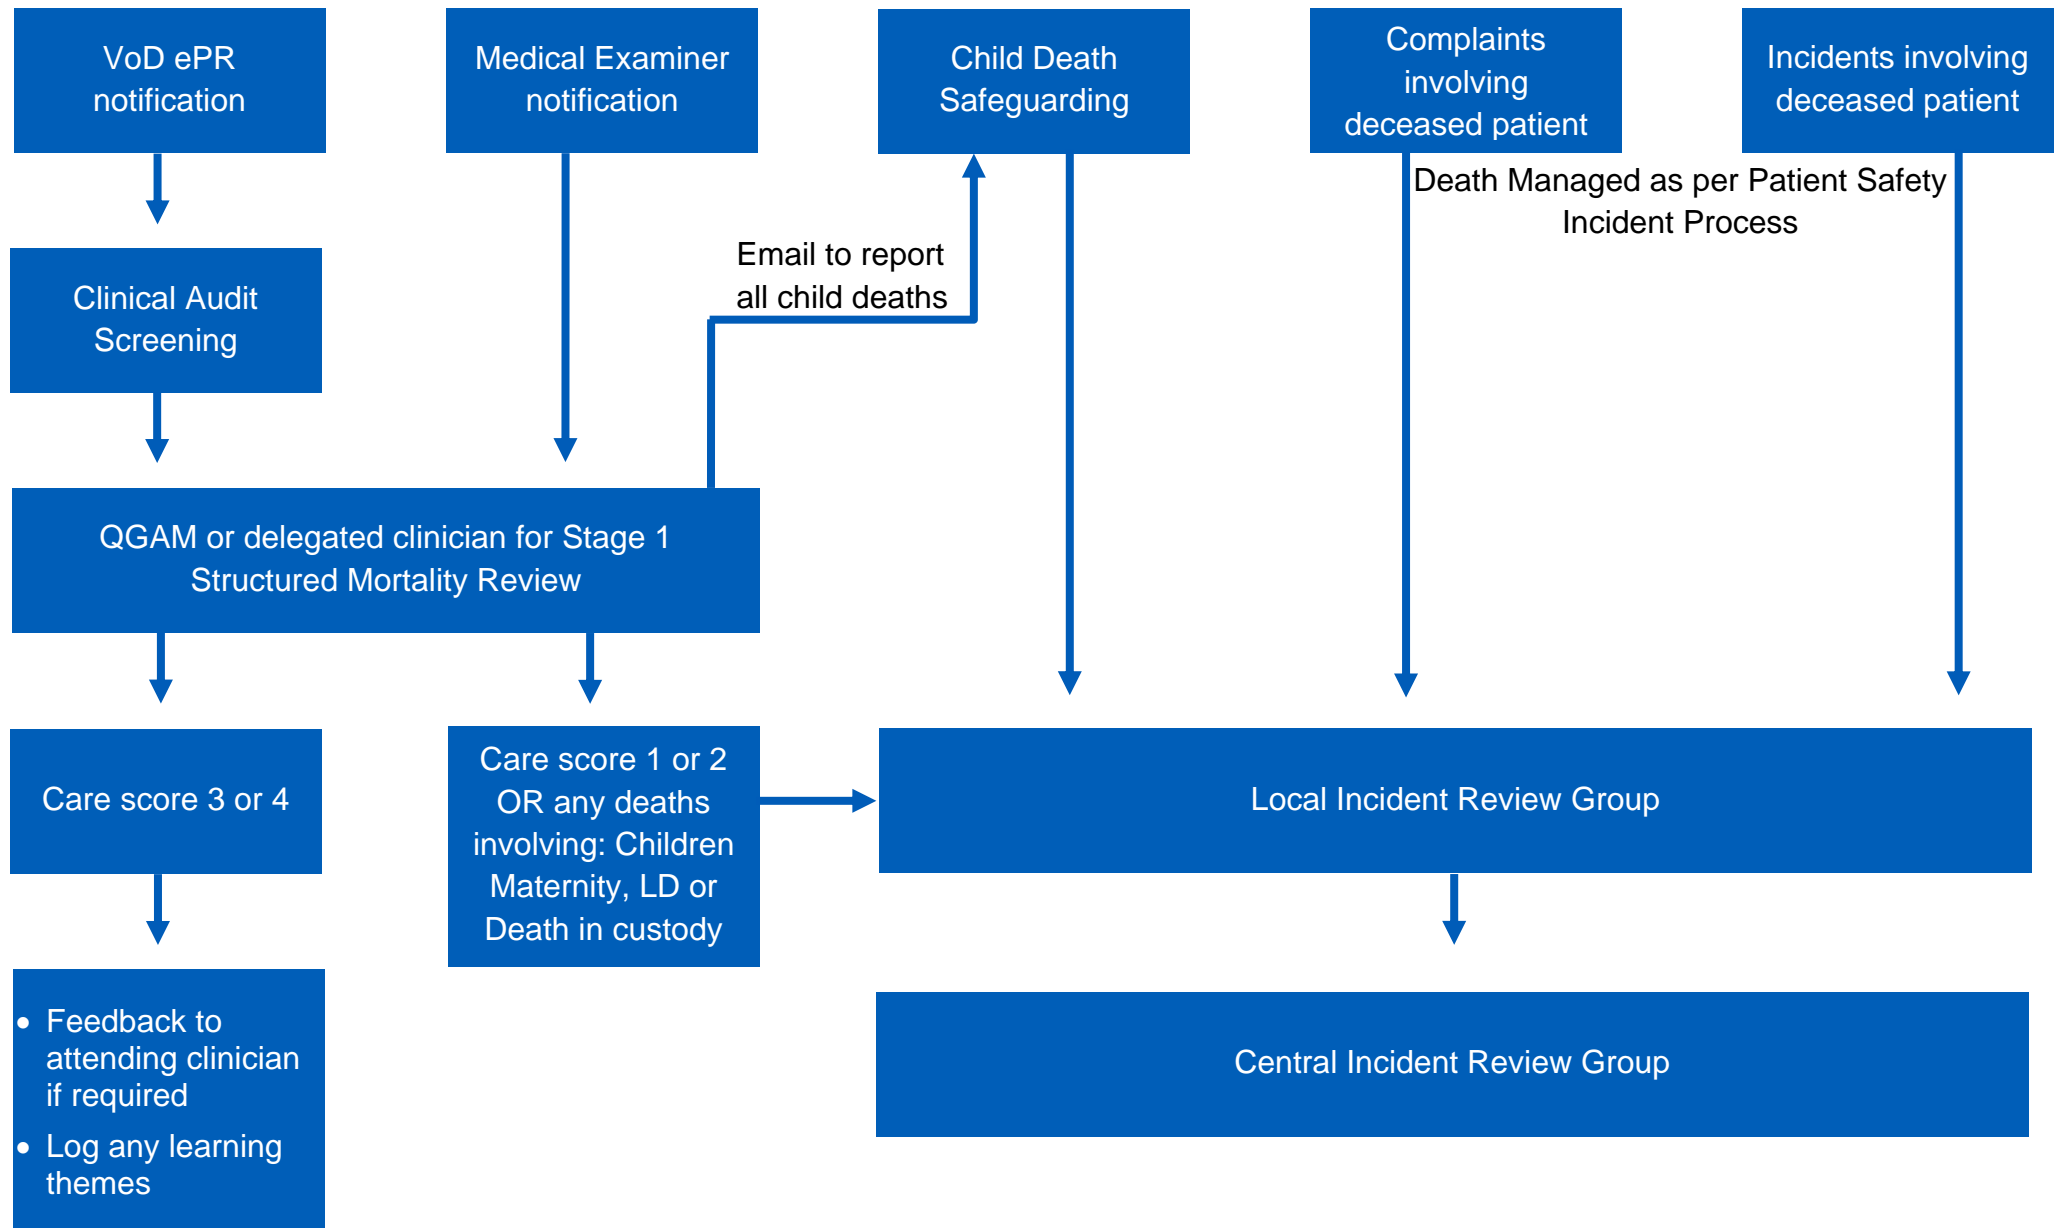 VoD ePR
notification
Medical Examiner
notification
Child Death
Safeguarding
Complaints
involving
deceased patient
Incidents involving
deceased patient
Death Managed as per Patient Safety
Incident Process
Email to report
all child deaths
Clinical Audit
Screening
QGAM or delegated clinician for Stage 1
Structured Mortality Review
Care score 3 or 4
Care score 1 or 2
OR any deaths
involving: Children
Maternity, LD or
Death in custody
Local Incident Review Group
• Feedback to
attending clinician
if required
• Log any learning
themes
Central Incident Review Group